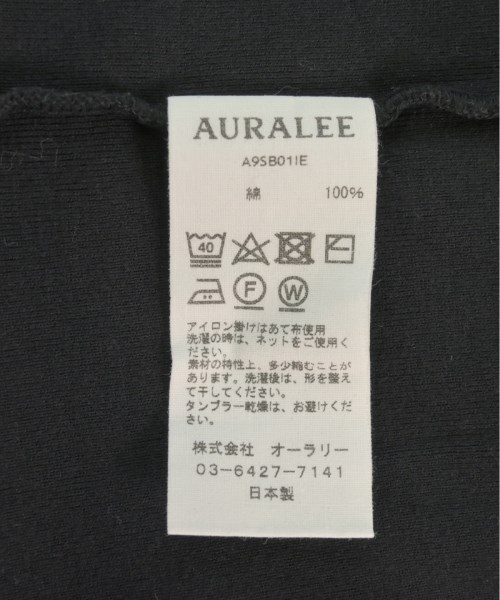 AURALEE
A9SB01IE
綿 100%
40
F W
アイロン掛けはあて布使用
洗濯の時は、ネットをご使用く
ださい。
素材の特性上、多少縮むことが
あります。洗濯後は、形を整え
て干してください。
タンブラー乾燥は、お避けくだ
さい。
株式会社 オーラリー
03-6427-7141
日本製